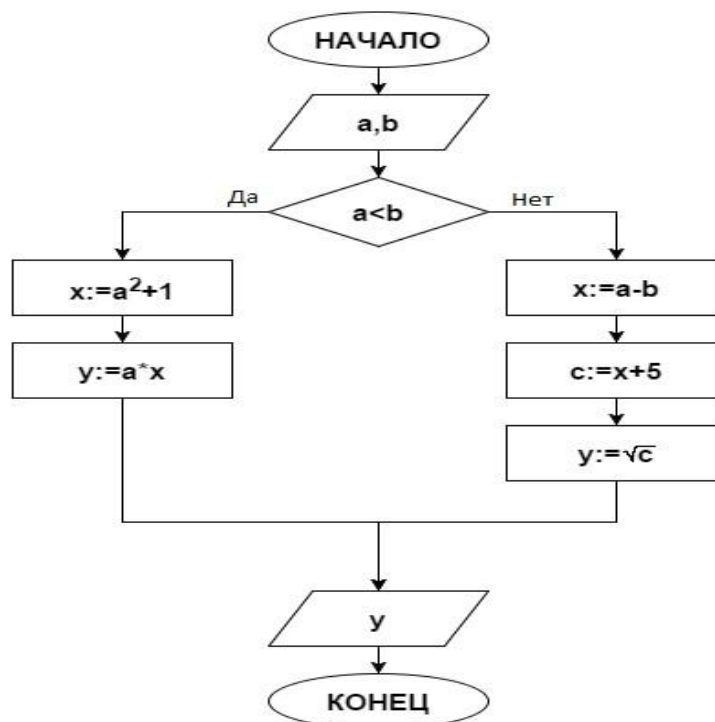 НАЧАЛО
a,b
a<b
Да
Нет
x:=a²+1
y:=a*x
x:=a-b
c:=x+5
y:=√c
y
КОНЕЦ